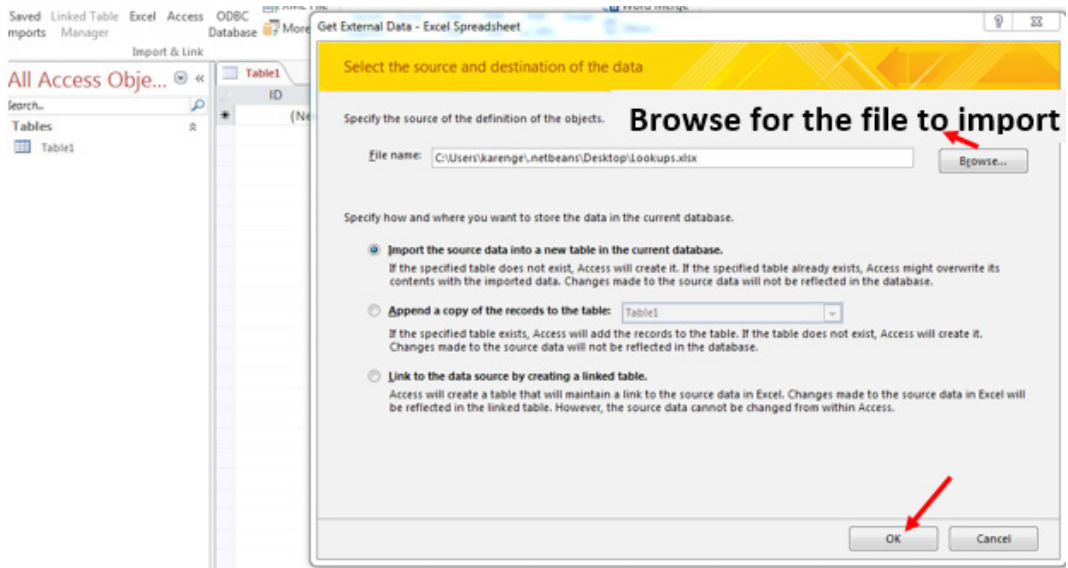 Saved Linked Table Excel Access ODBC
mports Manager Database More
Import & Link
All Access Obje... «
Search..
Tables
Table1
Table1
ID
Get External Data - Excel Spreadsheet
Select the source and destination of the data
Browse for the file to import
Specify the source of the definition of the objects.
File name: C:\Users\karenge\.netbeans\Desktop\Lookups.xlsx Browse...
Specify how and where you want to store the data in the current database.
Import the source data into a new table in the current database.
If the specified table does not exist, Access will create it. If the specified table already exists, Access might overwrite its
contents with the imported data. Changes made to the source data will not be reflected in the database.
Append a copy of the records to the table: Table1
If the specified table exists, Access will add the records to the table. If the table does not exist, Access will create it.
Changes made to the source data will not be reflected in the database.
Link to the data source by creating a linked table.
Access will create a table that will maintain a link to the source data in Excel. Changes made to the source data in Excel will
be reflected in the linked table. However, the source data cannot be changed from within Access.
OK Cancel